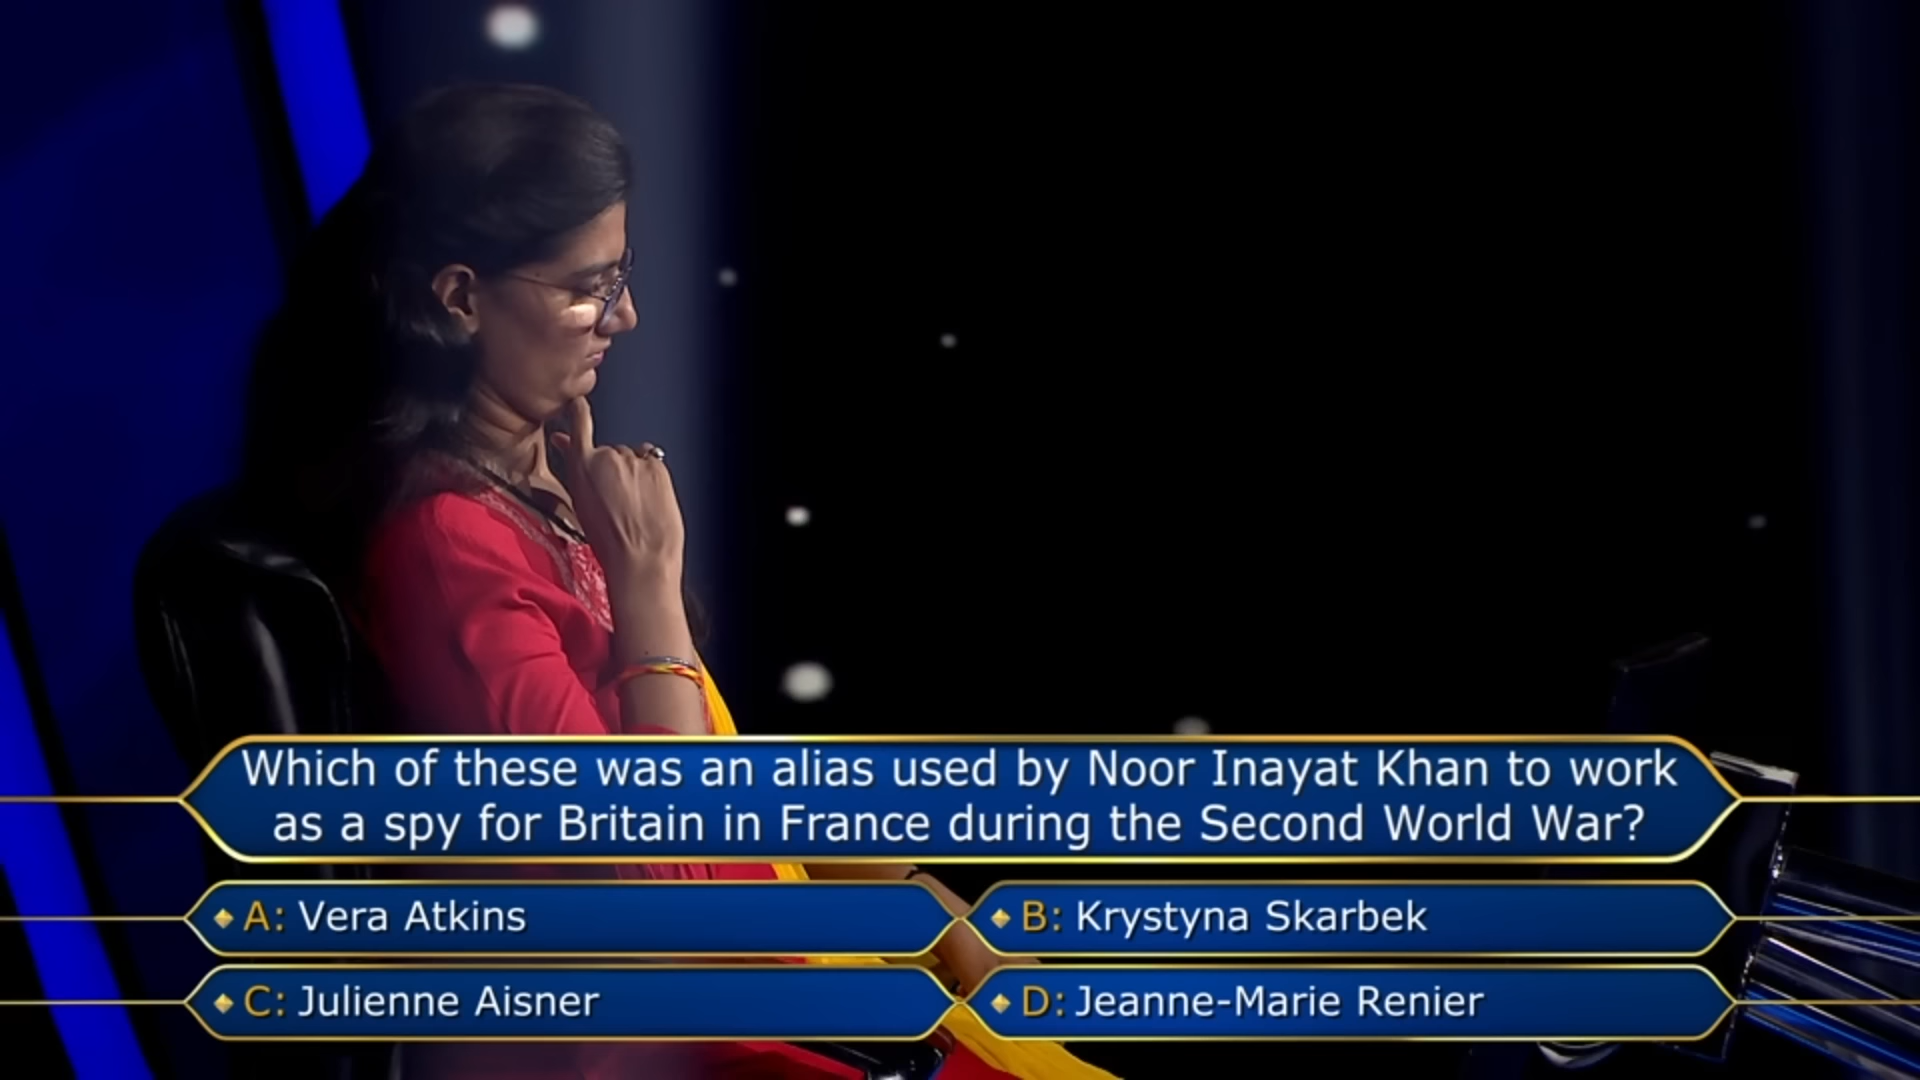 Which of these was an alias used by Noor Inayat Khan to work
as a spy for Britain in France during the Second World War?
A: Vera Atkins
B: Krystyna Skarbek
C: Julienne Aisner
D: Jeanne-Marie Renier